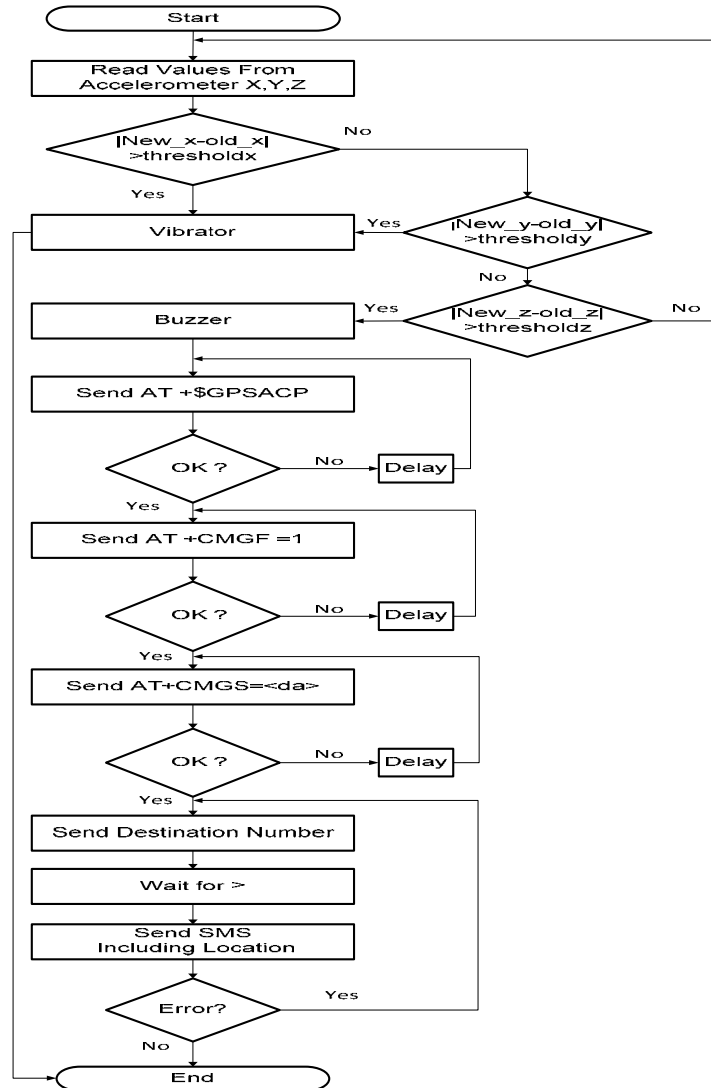 Start
Read Values From
Accelerometer X,Y,Z
|New_x-old_x|
>thresholdx
No
Yes
Vibrator
Yes
|New_y-old_y|
>thresholdy
No
Buzzer
Yes
|New_z-old_z|
>thresholdz
No
Send AT +$GPSACP
OK ?
No
Delay
Yes
Send AT +CMGF =1
OK ?
No
Delay
Yes
Send AT+CMGS=<da>
OK ?
No
Delay
Yes
Send Destination Number
Wait for >
Send SMS
Including Location
Error?
Yes
No
End